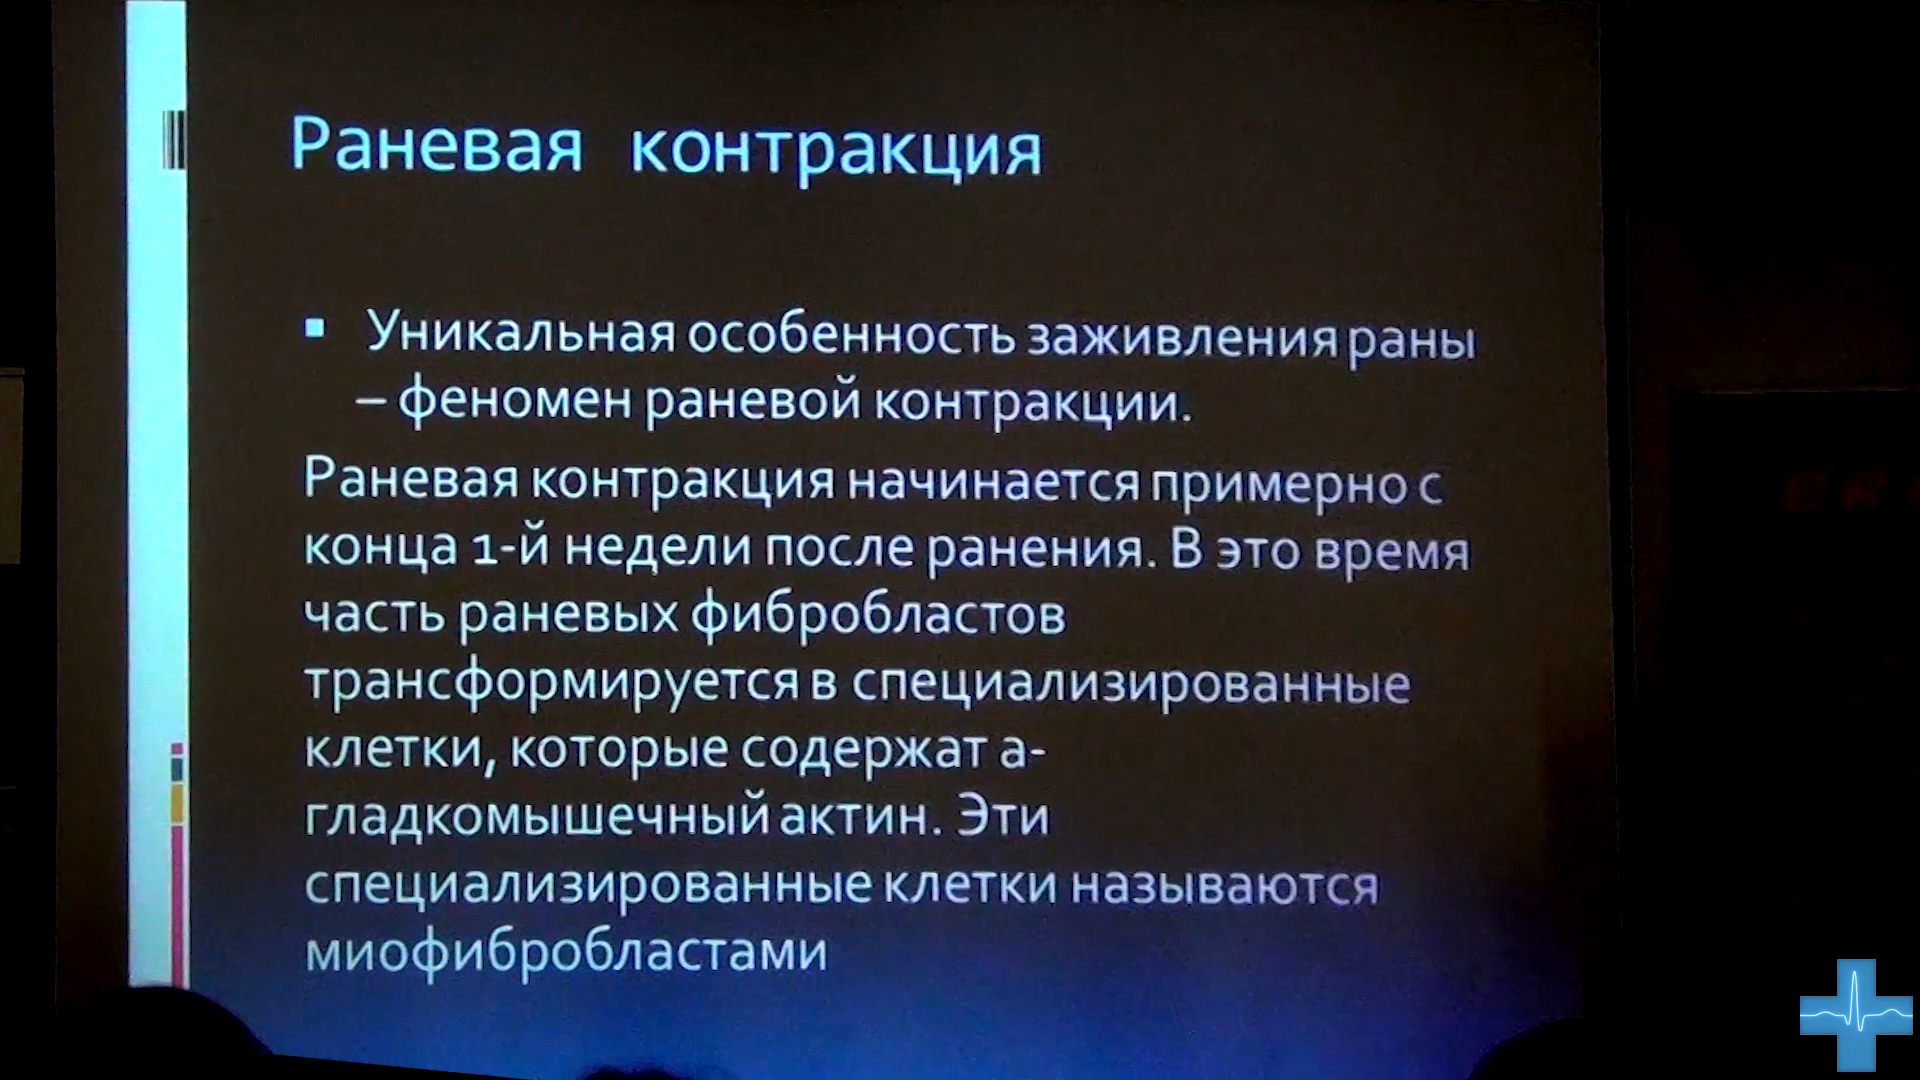 Раневая контракция
▪ Уникальная особенность заживления раны
– феномен раневой контракции.
Раневая контракция начинается примерно с
конца 1-й недели после ранения. В это время
часть раневых фибробластов
трансформируется в специализированные
клетки, которые содержат а-
гладкомышечный актин. Эти
специализированные клетки называются
миофибробластами